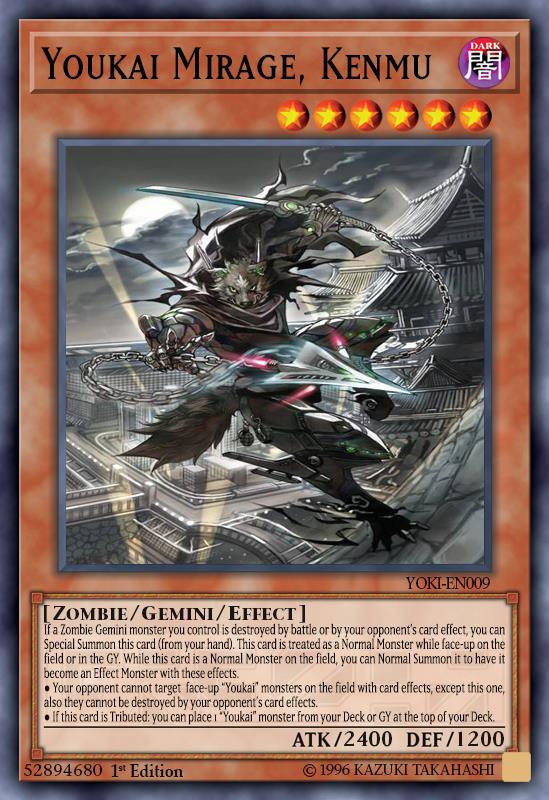 YOUKAI MIRAGE, KENMU
DARK
闇
YOKI-EN009
[ZOMBIE/GEMINI/EFFECT]
If a Zombie Gemini monster you control is destroyed by battle or by your opponent's card effect, you can
Special Summon this card (from your hand). This card is treated as a Normal Monster while face-up on the
field or in the GY. While this card is a Normal Monster on the field, you can Normal Summon it to have it
become an Effect Monster with these effects.
● Your opponent cannot target face-up "Youkai" monsters on the field with card effects, except this one,
also they cannot be destroyed by your opponent's card effects.
● If this card is Tributed: you can place 1 "Youkai" monster from your Deck or GY at the top of your Deck.
ATK/2400 DEF/1200
52894680 1st Edition © 1996 KAZUKI TAKAHASHI